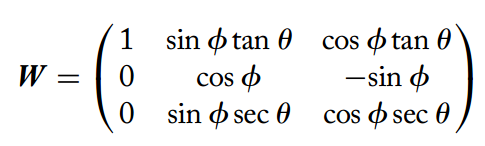 1 sin ϕ tan θ cos ϕ tan θ
W = 0 cos ϕ −sin ϕ
0 sin ϕ sec θ cos ϕ sec θ